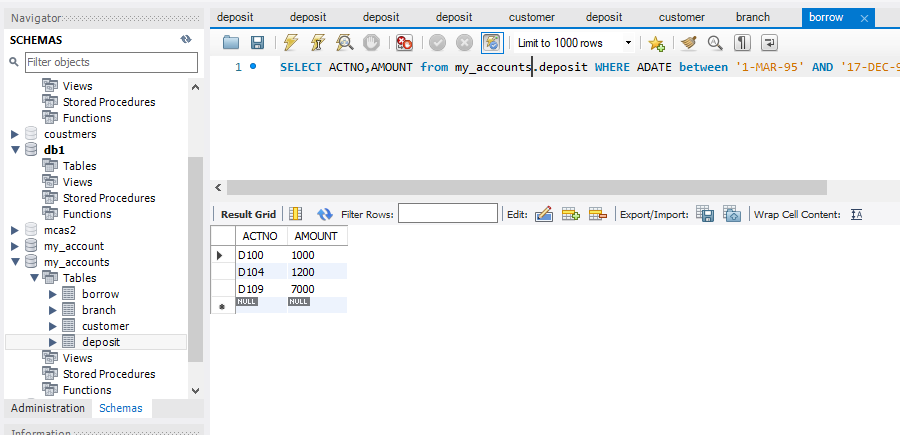 Navigator
SCHEMAS
Filter objects
Views
Stored Procedures
Functions
coustmers
db1
Tables
Views
Stored Procedures
Functions
mcas2
my_account
my_accounts
Tables
borrow
branch
customer
deposit
Views
Stored Procedures
Functions
Administration Schemas
Information
deposit deposit deposit deposit customer deposit customer branch borrow
Limit to 1000 rows
1 SELECT ACTNO,AMOUNT from my_accounts.deposit WHERE ADATE between '1-MAR-95' AND '17-DEC-9
Result Grid Filter Rows: Edit: Export/Import: Wrap Cell Content: IA
ACTNO AMOUNT
D100 1000
D104 1200
D109 7000
NULL NULL